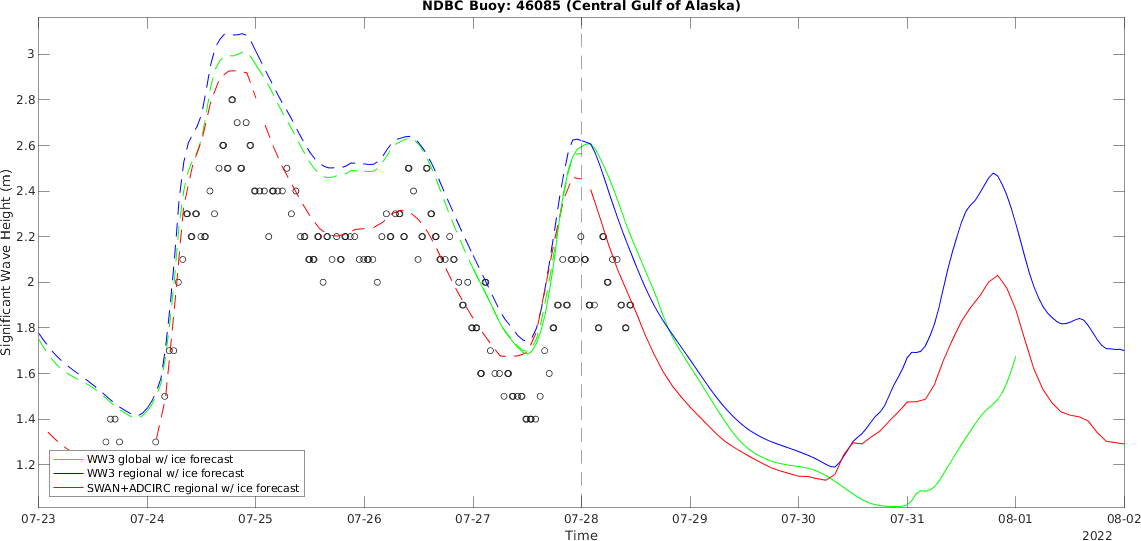 NDBC Buoy: 46085 (Central Gulf of Alaska)
Significant Wave Height (m)
3
2.8
2.6
2.4
2.2
2
1.8
1.6
1.4
1.2
WW3 global w/ ice forecast
WW3 regional w/ ice forecast
SWAN+ADCIRC regional w/ ice forecast
07-23 07-24 07-25 07-26 07-27 07-28 07-29 07-30 07-31 08-01 08-02
Time 2022